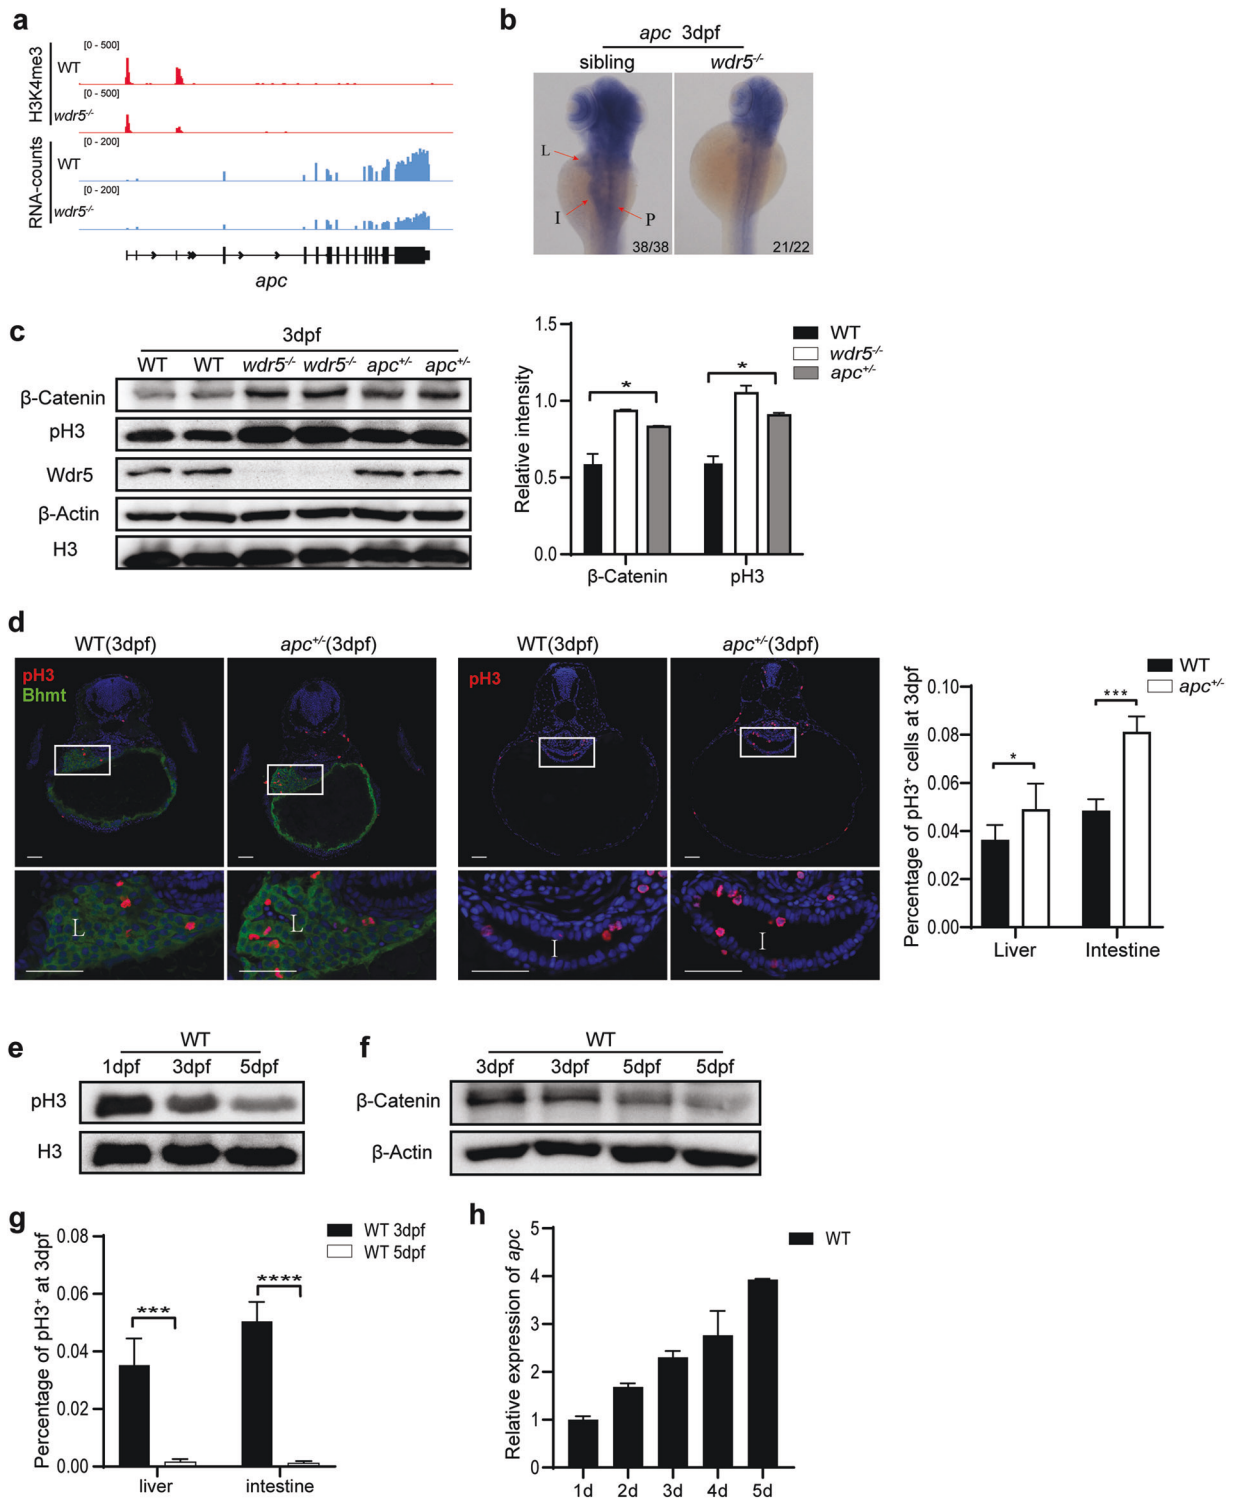 a
H3K4me3
[0 - 500]
WT
[0 - 500]
wdr5-/-
RNA-counts
[0 - 200]
WT
[0 - 200]
wdr5-/-
apc
b
apc 3dpf
sibling wdr5-/-
L
I P
38/38 21/22
c
3dpf
WT WT wdr5-/- wdr5-/- apc+/- apc+/-
β-Catenin
pH3
Wdr5
β-Actin
H3
Relative intensity
1.5
1.0
0.5
0.0
* *
β-Catenin pH3
WT
wdr5-/-
apc+/-
d
WT(3dpf) apc+/-(3dpf) WT(3dpf) apc+/-(3dpf)
pH3
Bhmt
pH3
L L I I
Percentage of pH3+ cells at 3dpf
0.10
0.08
0.06
0.04
0.02
0.00
* ***
Liver Intestine
WT
apc+/-
e
WT
1dpf 3dpf 5dpf
pH3
H3
f
WT
3dpf 3dpf 5dpf 5dpf
β-Catenin
β-Actin
g
Percentage of pH3+ at 3dpf
0.08
0.06
0.04
0.02
0.00
*** ****
liver intestine
WT 3dpf
WT 5dpf
h
Relative expression of apc
5
4
3
2
1
0
1d 2d 3d 4d 5d
WT